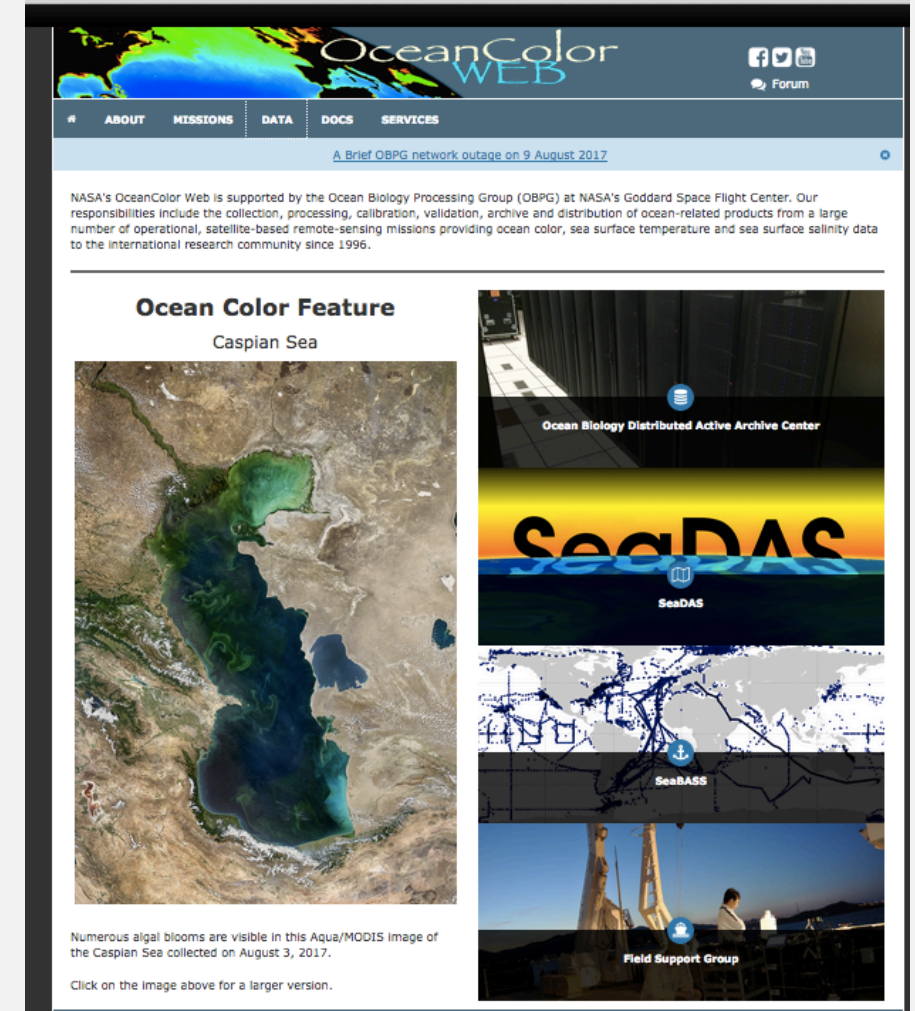 OceanColor
WEB
Forum
ABOUT MISSIONS DATA DOCS SERVICES
A Brief OBPG network outage on 9 August 2017
NASA's OceanColor Web is supported by the Ocean Biology Processing Group (OBPG) at NASA's Goddard Space Flight Center. Our
responsibilities include the collection, processing, calibration, validation, archive and distribution of ocean-related products from a large
number of operational, satellite-based remote-sensing missions providing ocean color, sea surface temperature and sea surface salinity data
to the international research community since 1996.
Ocean Color Feature
Caspian Sea
Numerous algal blooms are visible in this Aqua/MODIS image of
the Caspian Sea collected on August 3, 2017.
Click on the image above for a larger version.
Ocean Biology Distributed Active Archive Center
SeaDAS
SeaDAS
SeaBASS
Field Support Group